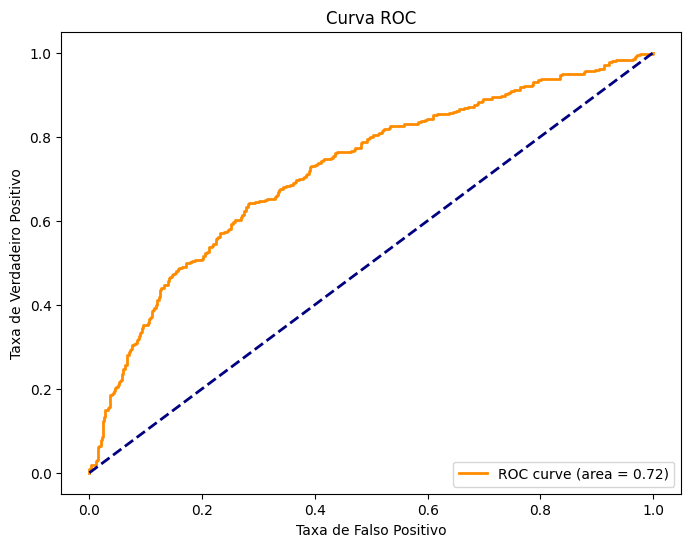 Curva ROC
Taxa de Verdadeiro Positivo
1.0
0.8
0.6
0.4
0.2
0.0
0.0 0.2 0.4 0.6 0.8 1.0
Taxa de Falso Positivo
ROC curve (area = 0.72)